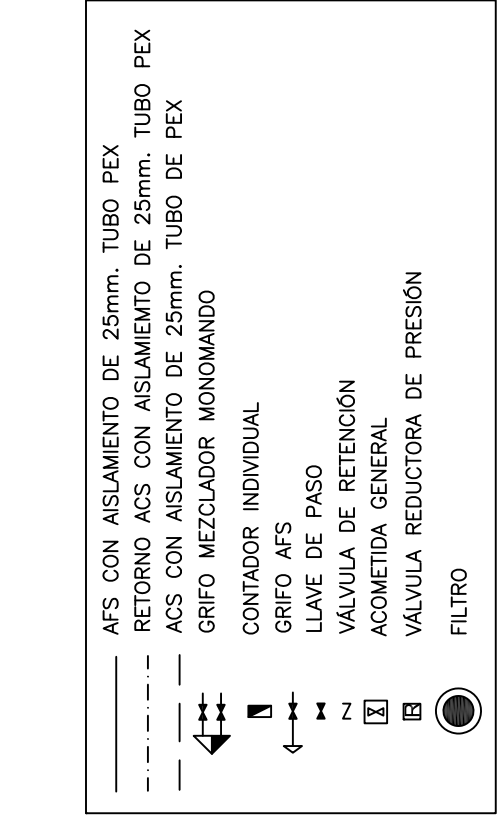 AFS CON AISLAMIENTO DE 25mm. TUBO PEX
RETORNO ACS CON AISLAMIEMTO DE 25mm. TUBO PEX
ACS CON AISLAMIENTO DE 25mm. TUBO DE PEX
GRIFO MEZCLADOR MONOMANDO
CONTADOR INDIVIDUAL
GRIFO AFS
LLAVE DE PASO
Z VÁLVULA DE RETENCIÓN
ACOMETIDA GENERAL
R VÁLVULA REDUCTORA DE PRESIÓN
FILTRO